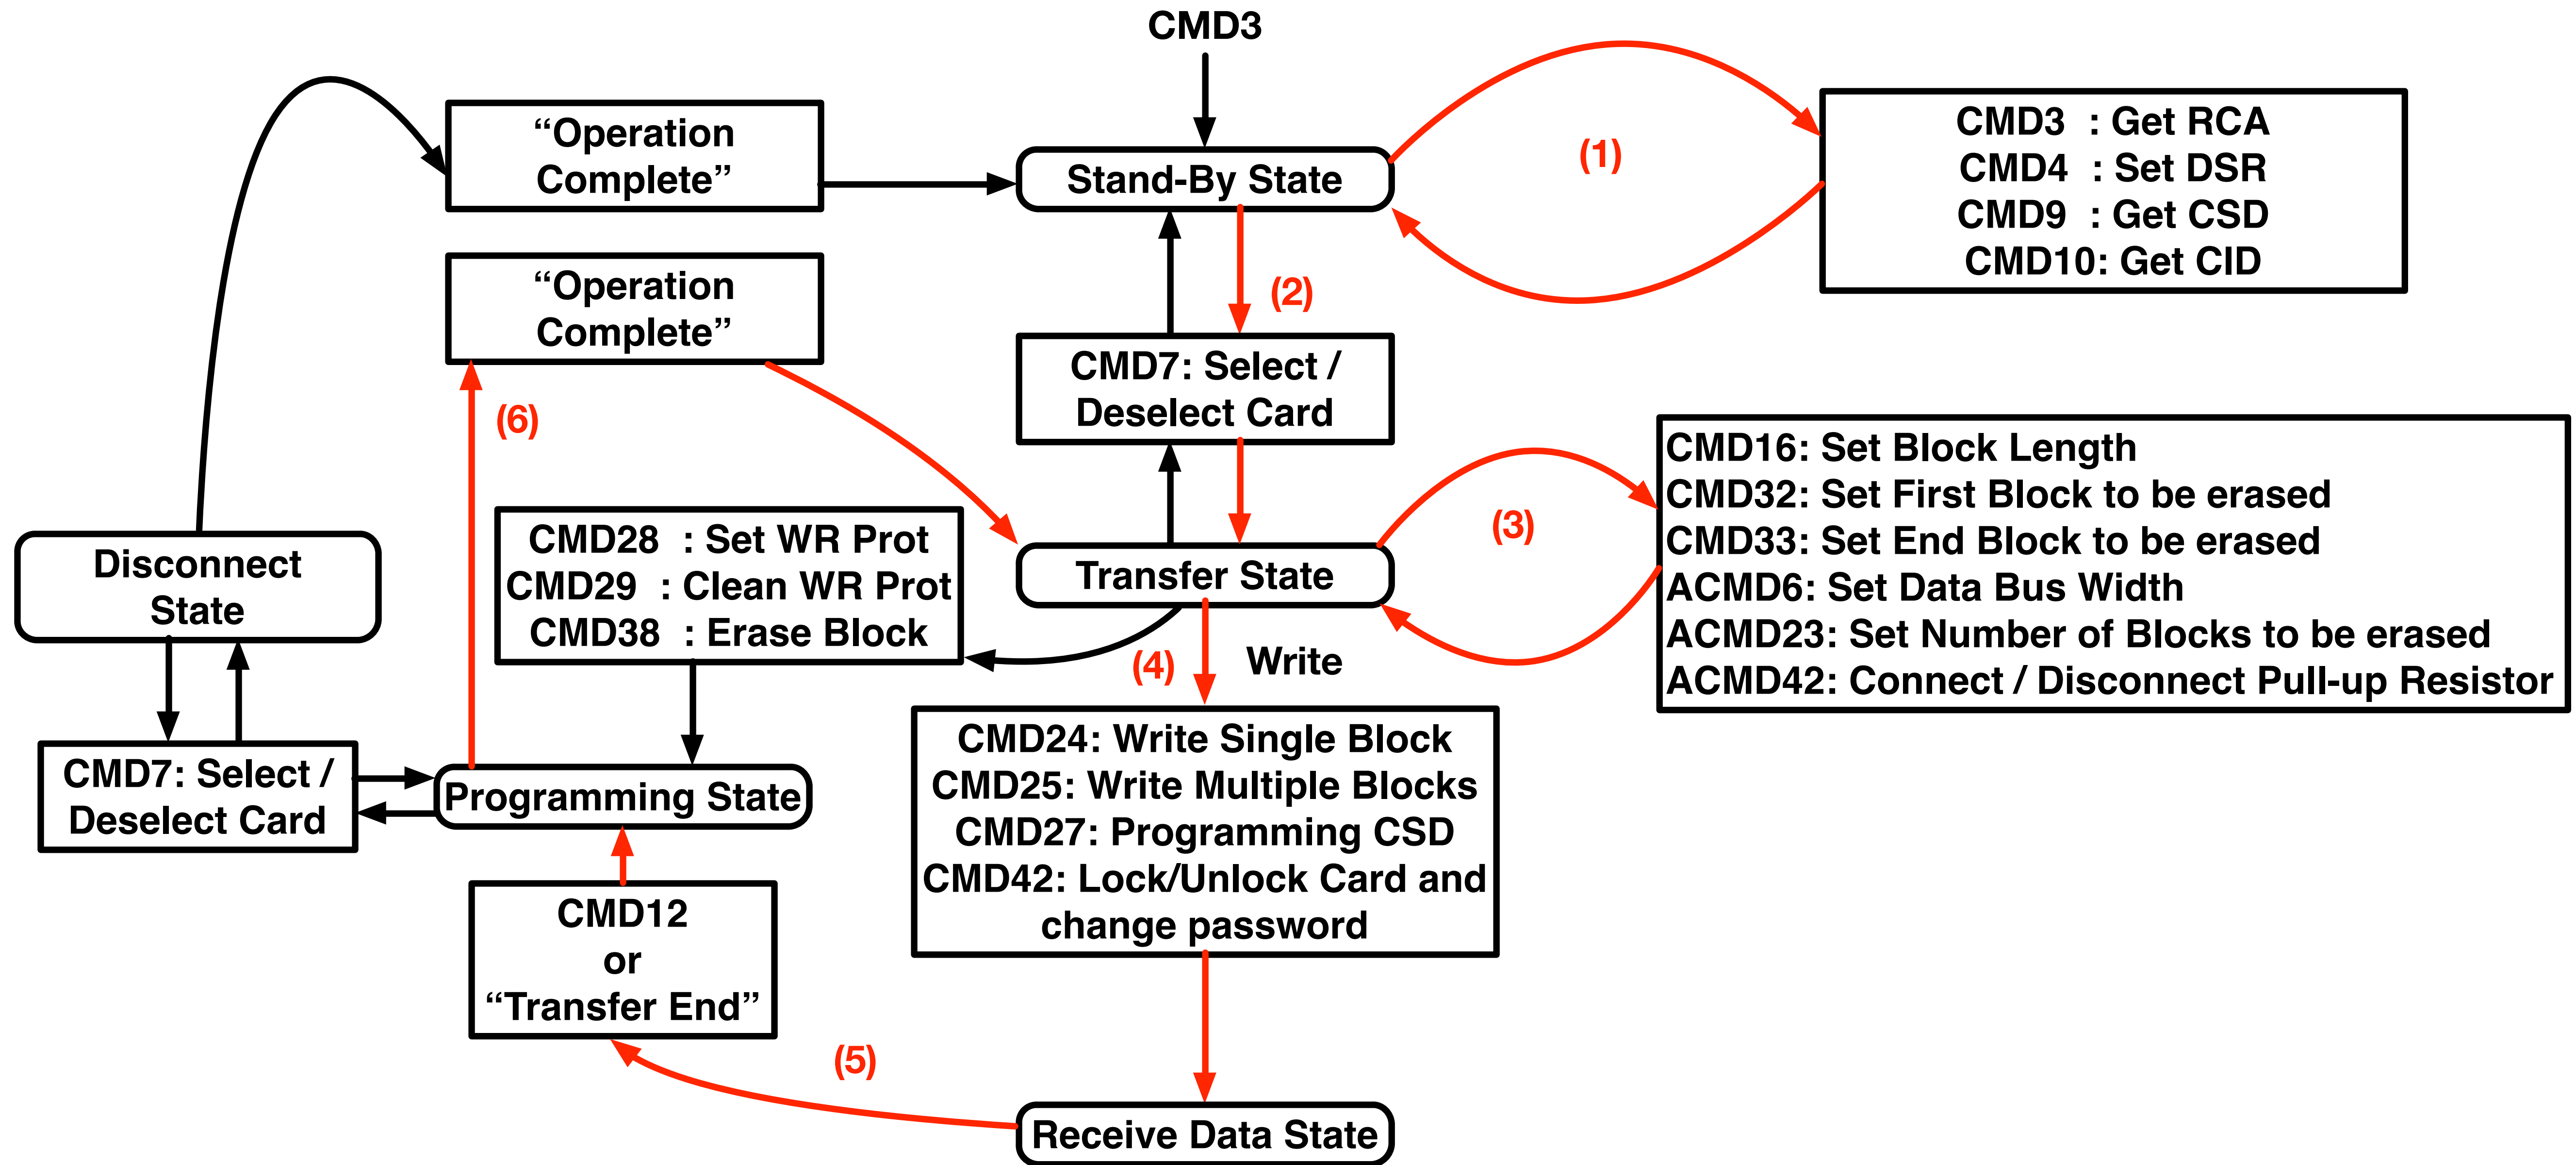 CMD3
“Operation
Complete”
Stand-By State
(1)
CMD3 : Get RCA
CMD4 : Set DSR
CMD9 : Get CSD
CMD10: Get CID
“Operation
Complete”
(2)
CMD7: Select /
Deselect Card
(6)
CMD16: Set Block Length
CMD32: Set First Block to be erased
CMD33: Set End Block to be erased
ACMD6: Set Data Bus Width
ACMD23: Set Number of Blocks to be erased
ACMD42: Connect / Disconnect Pull-up Resistor
(3)
Disconnect
State
CMD28 : Set WR Prot
CMD29 : Clean WR Prot
CMD38 : Erase Block
Transfer State
(4)
Write
CMD7: Select /
Deselect Card
Programming State
CMD24: Write Single Block
CMD25: Write Multiple Blocks
CMD27: Programming CSD
CMD42: Lock/Unlock Card and
change password
CMD12
or
“Transfer End”
(5)
Receive Data State